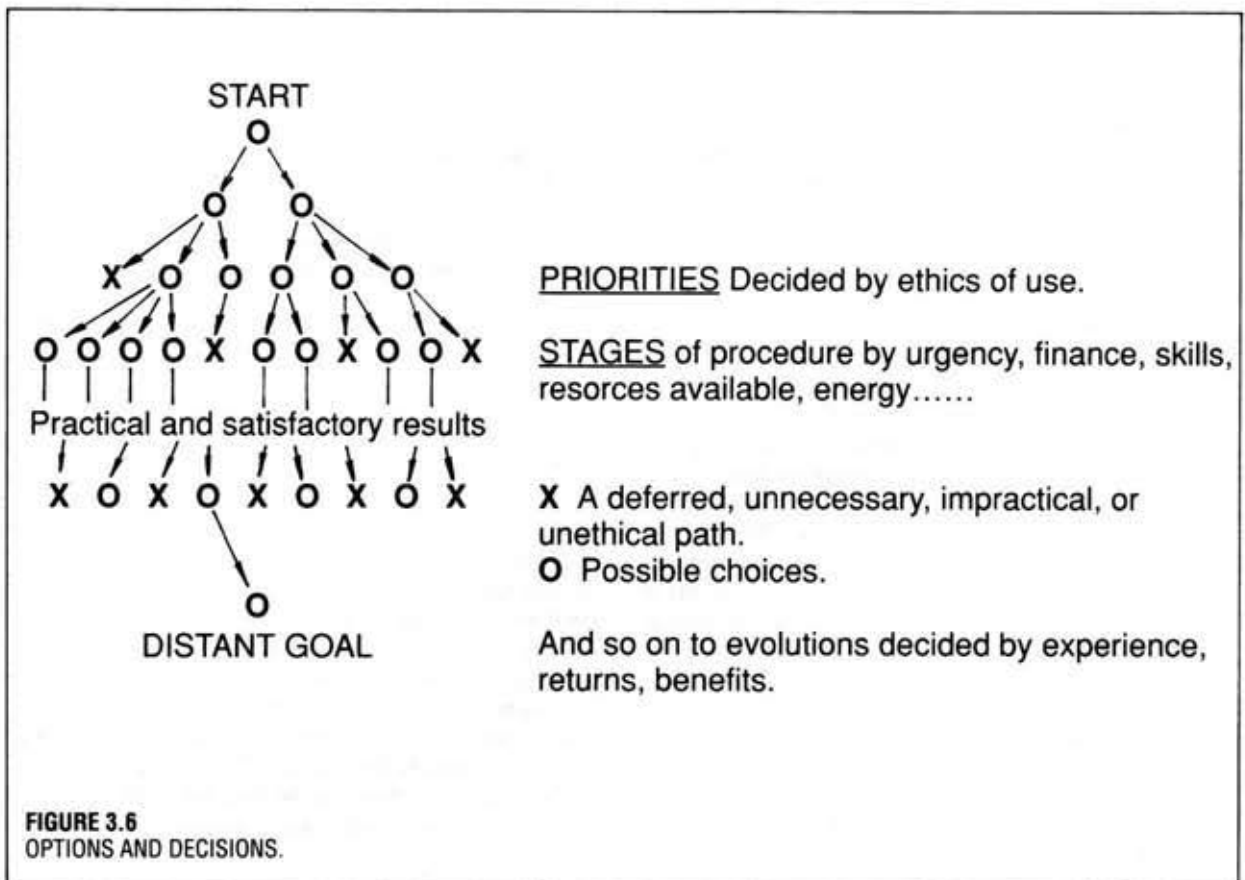 START
O
O O
X O O O O O
O O O O X O O X O O X
Practical and satisfactory results
X O X O X O X O X
O
DISTANT GOAL
PRIORITIES Decided by ethics of use.
STAGES of procedure by urgency, finance, skills,
resorces available, energy......
X A deferred, unnecessary, impractical, or
unethical path.
O Possible choices.
And so on to evolutions decided by experience,
returns, benefits.
FIGURE 3.6
OPTIONS AND DECISIONS.